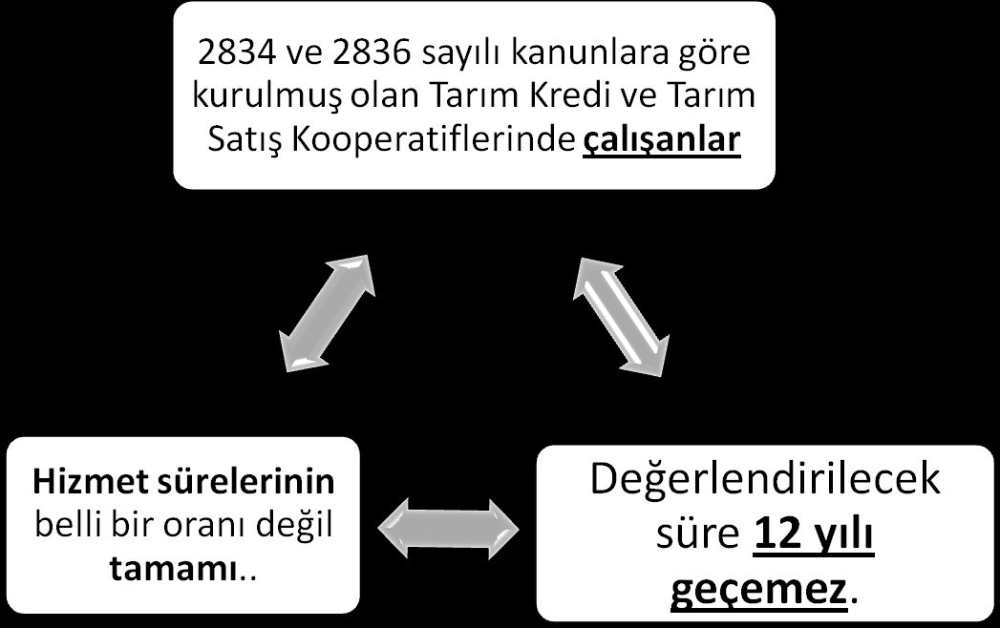 2834 ve 2836 sayılı kanunlara göre
kurulmuş olan Tarım Kredi ve Tarım
Satış Kooperatiflerinde çalışanlar
Hizmet sürelerinin
belli bir oranı değil
tamamı..
Değerlendirilecek
süre 12 yılı
geçemez.